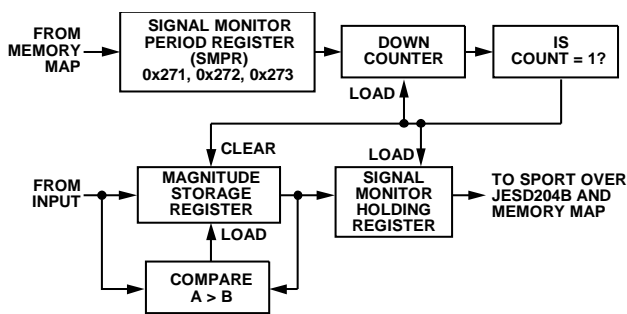 FROM
MEMORY
MAP
SIGNAL MONITOR
PERIOD REGISTER
(SMPR)
0x271, 0x272, 0x273
DOWN
COUNTER
IS
COUNT = 1?
LOAD
CLEAR
LOAD
FROM
INPUT
MAGNITUDE
STORAGE
REGISTER
SIGNAL
MONITOR
HOLDING
REGISTER
TO SPORT OVER
JESD204B AND
MEMORY MAP
LOAD
COMPARE
A > B